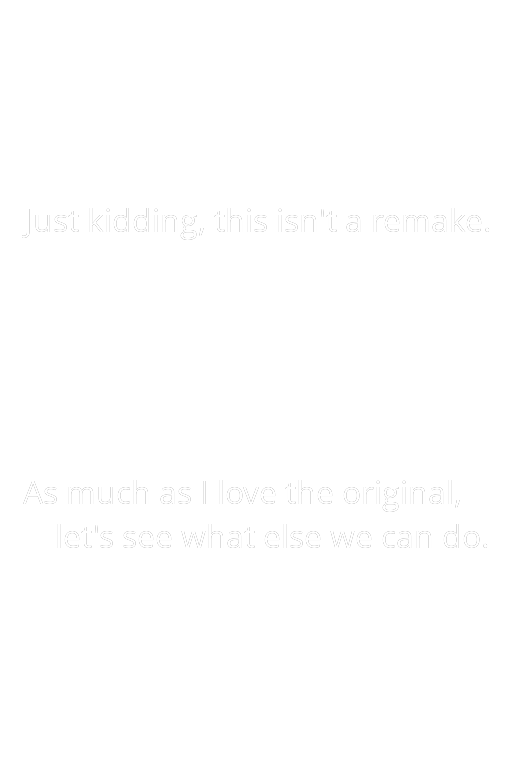 Just kidding, this isn't a remake.
As much as I love the original,
let's see what else we can do.